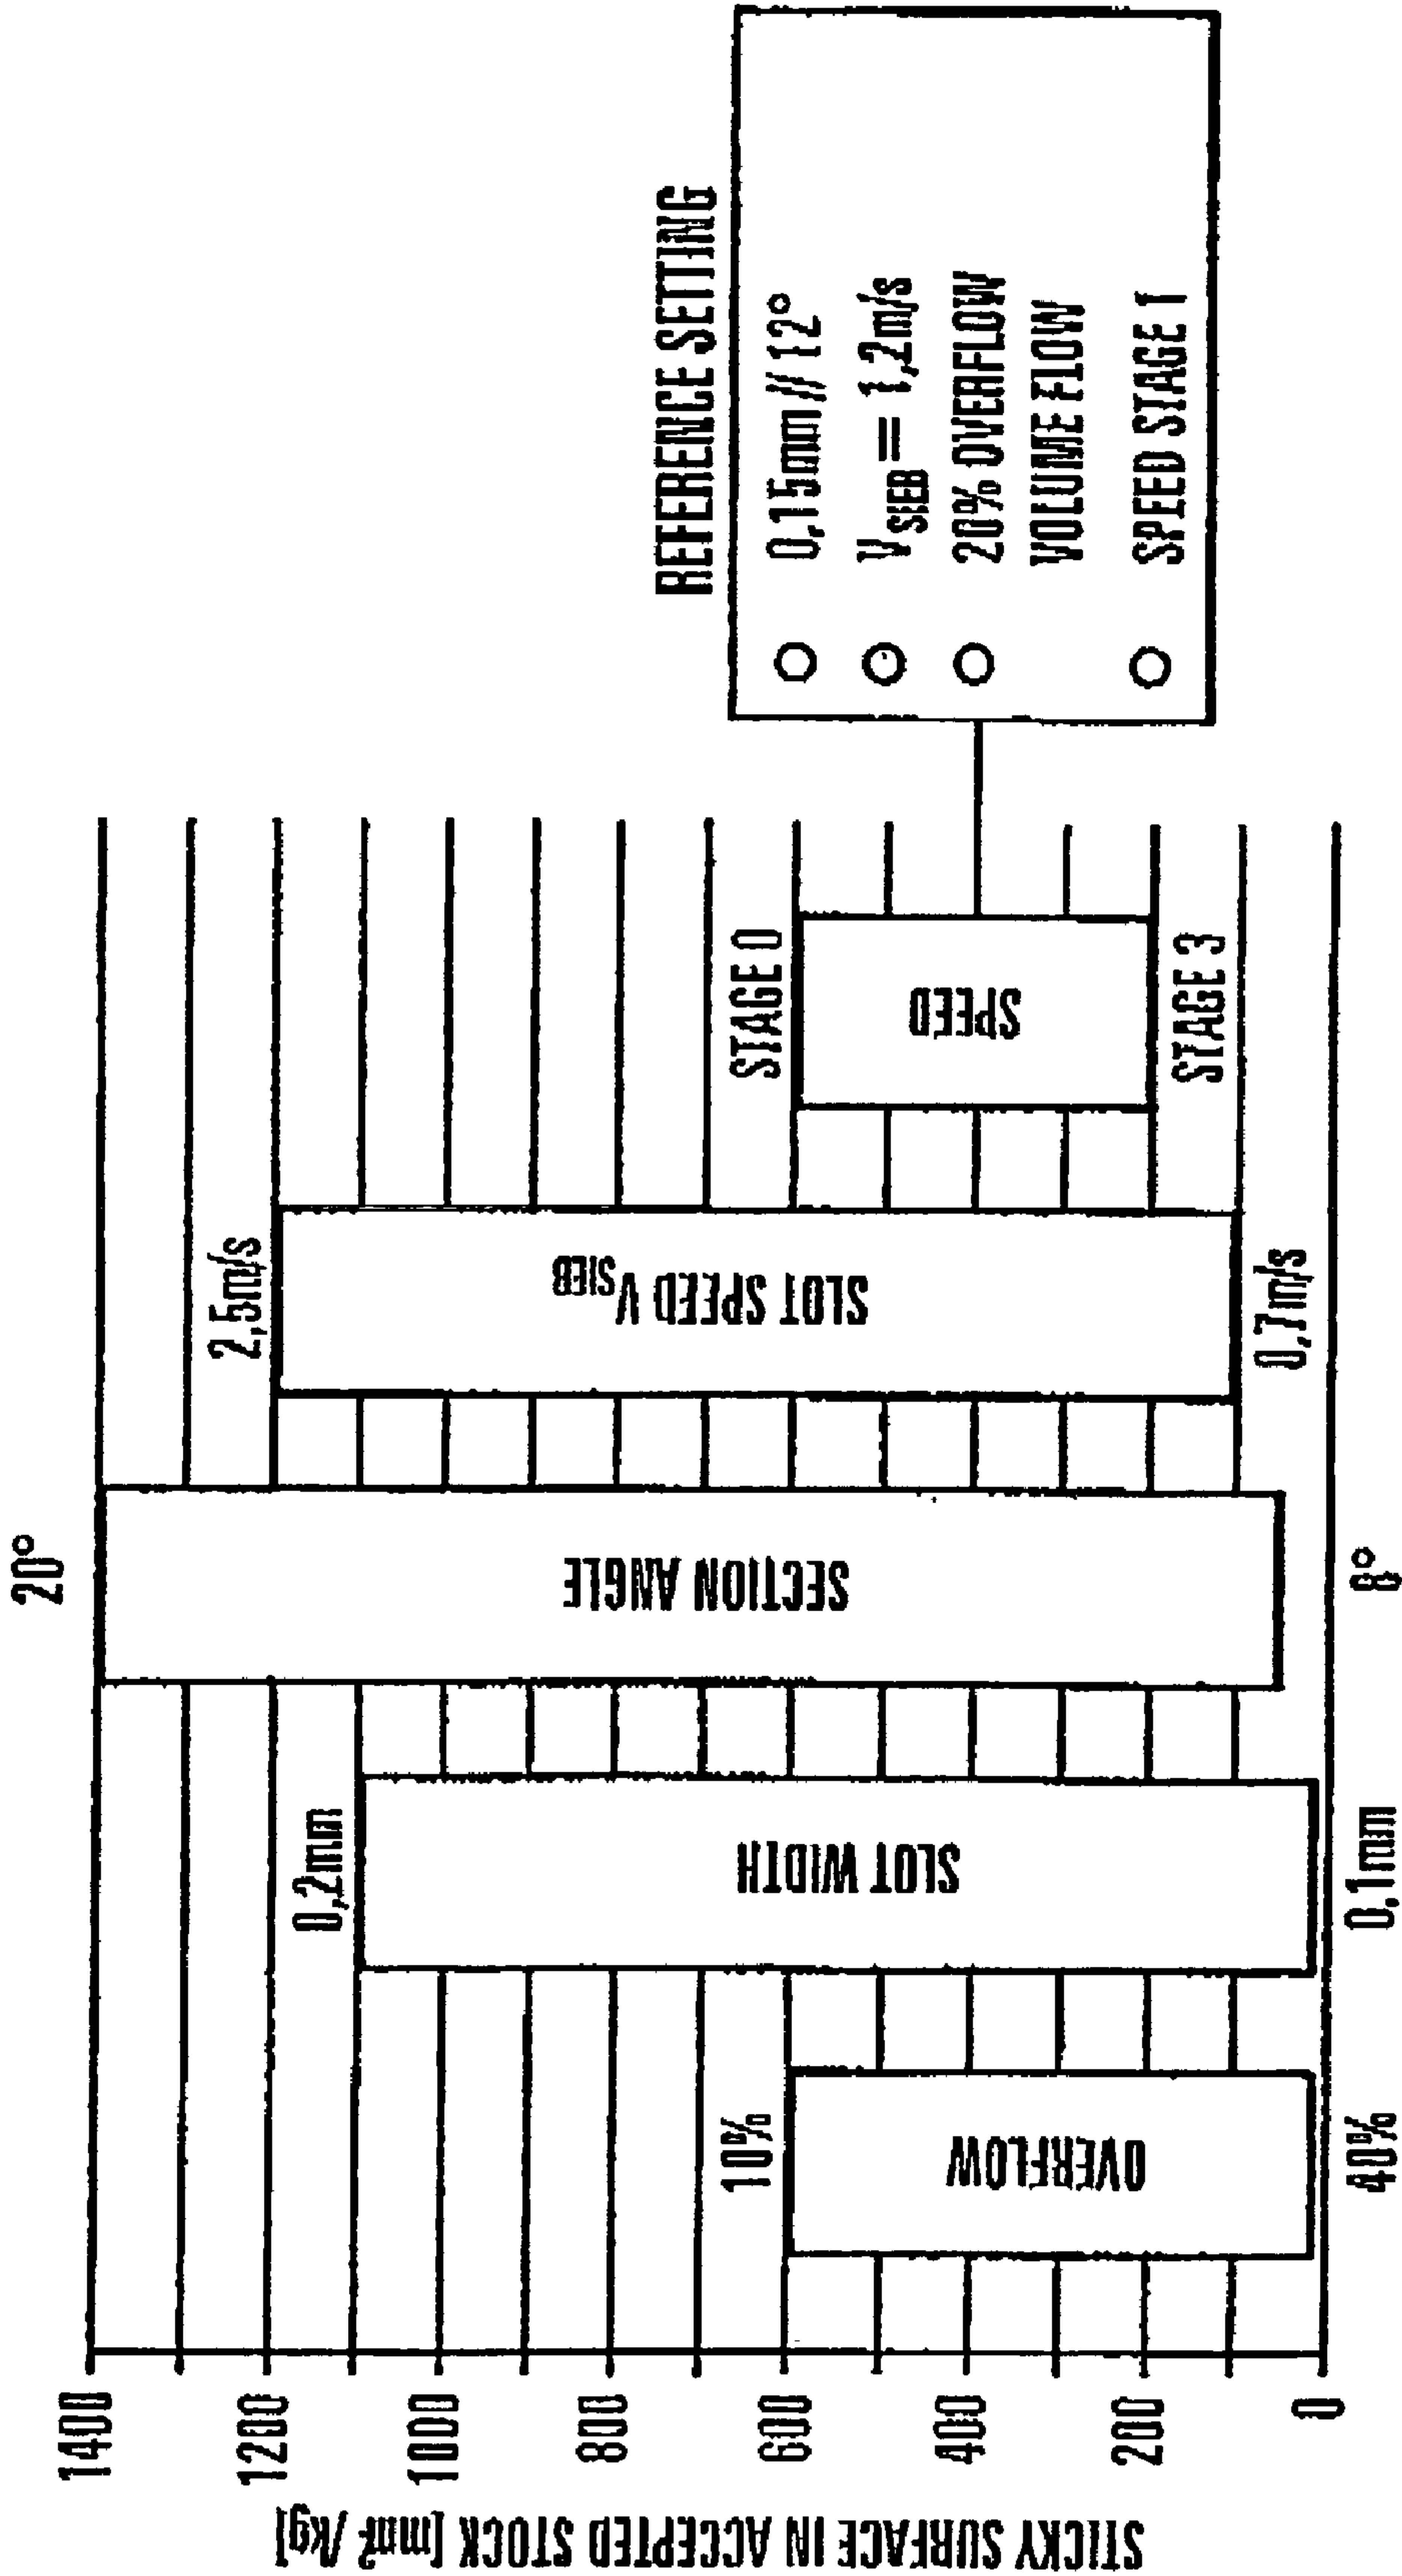 STICKY SURFACE IN ACCEPTED STOCK [mm²/kg]
1400
1200
1000
800
600
400
200
0
10%
OVERFLOW
40%
0,2mm
SLOT WIDTH
0,1mm
20°
SECTION ANGLE
8°
2,5m/s
SLOT SPEED VSIEB
0,7m/s
STAGE 0
SPEED
STAGE 3
REFERENCE SETTING
0,15mm // 12°
VSIEB = 1,2m/s
20% OVERFLOW
VOLUME FLOW
SPEED STAGE 1